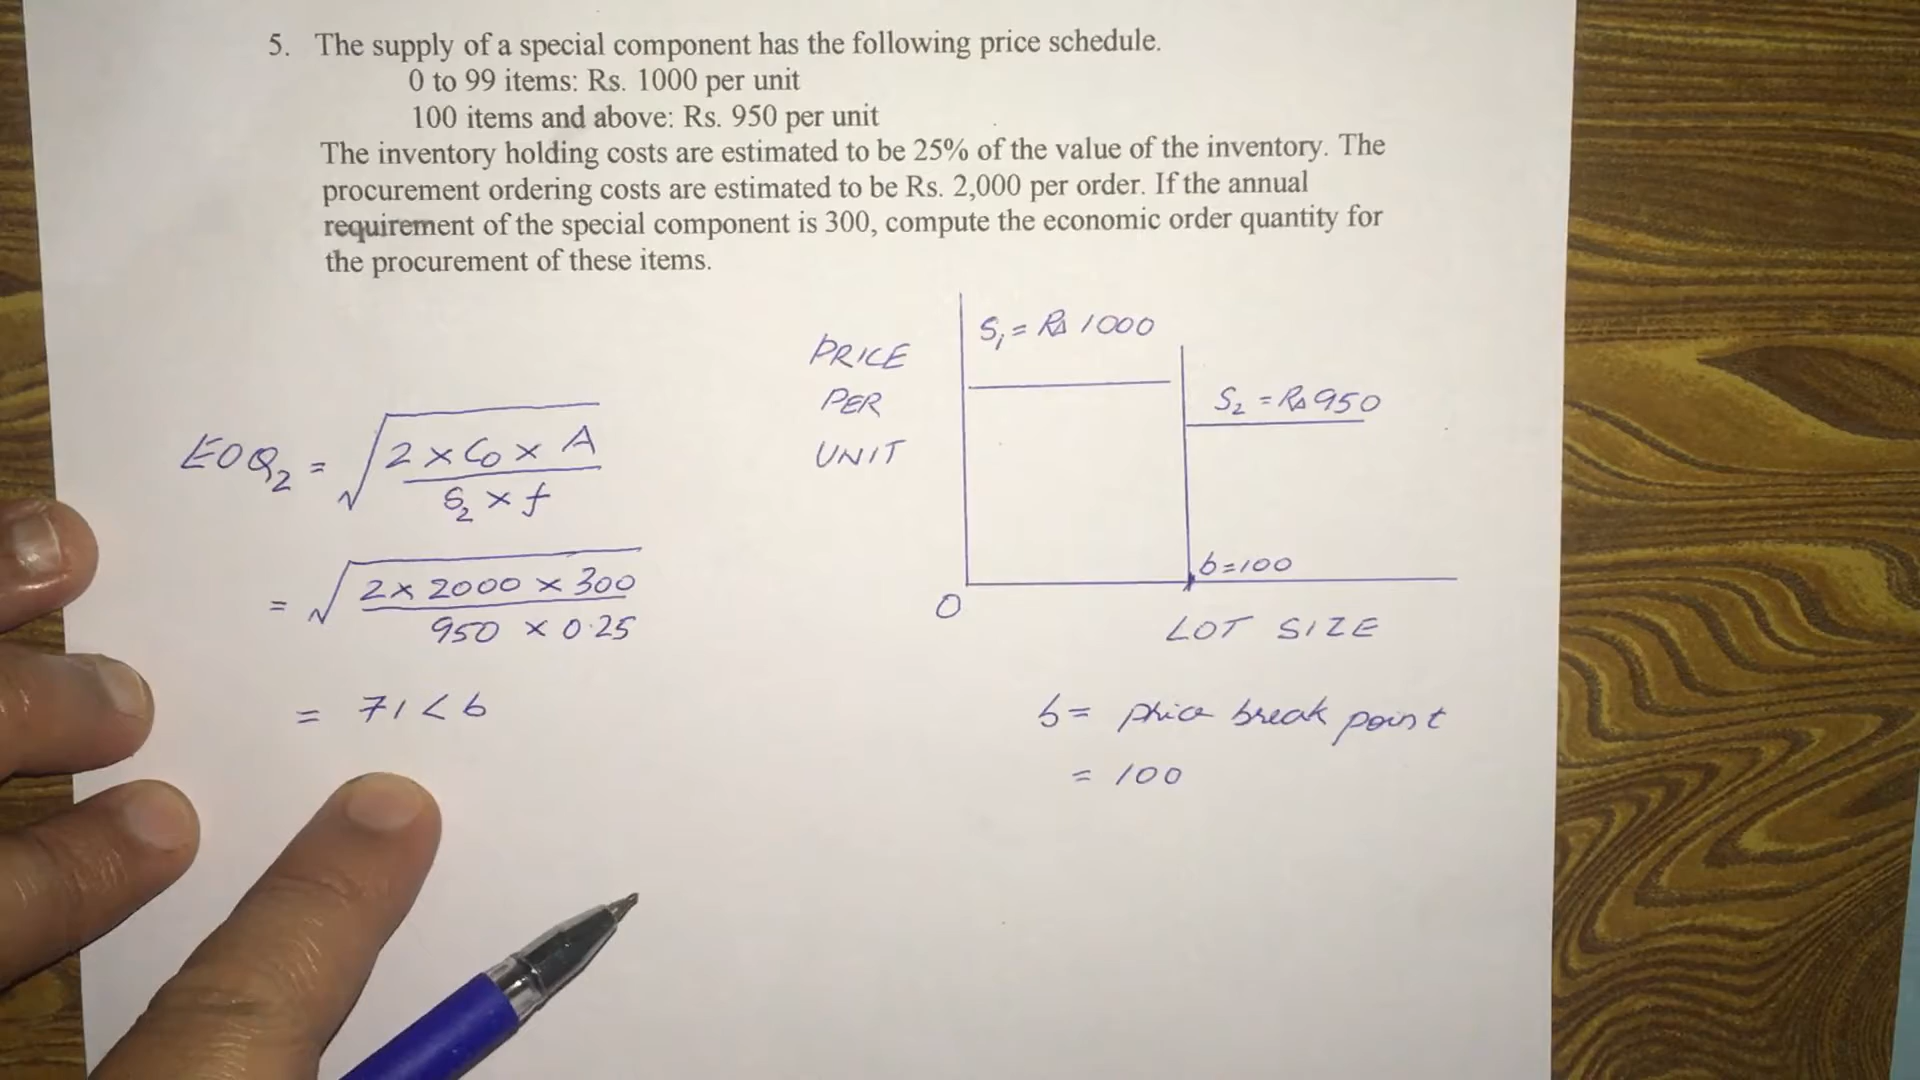 5. The supply of a special component has the following price schedule.
0 to 99 items: Rs. 1000 per unit
100 items and above: Rs. 950 per unit
The inventory holding costs are estimated to be 25% of the value of the inventory. The
procurement ordering costs are estimated to be Rs. 2,000 per order. If the annual
requirement of the special component is 300, compute the economic order quantity for
the procurement of these items.
S₁ = Rs 1000
PRICE
PER
UNIT
S₂ = Rs 950
b=100
O
LOT SIZE
EOQ₂ = √(2 × C₀ × A / S₂ × f)
= √(2 × 2000 × 300 / 950 × 0.25)
= 71 < b
b = price break point
= 100